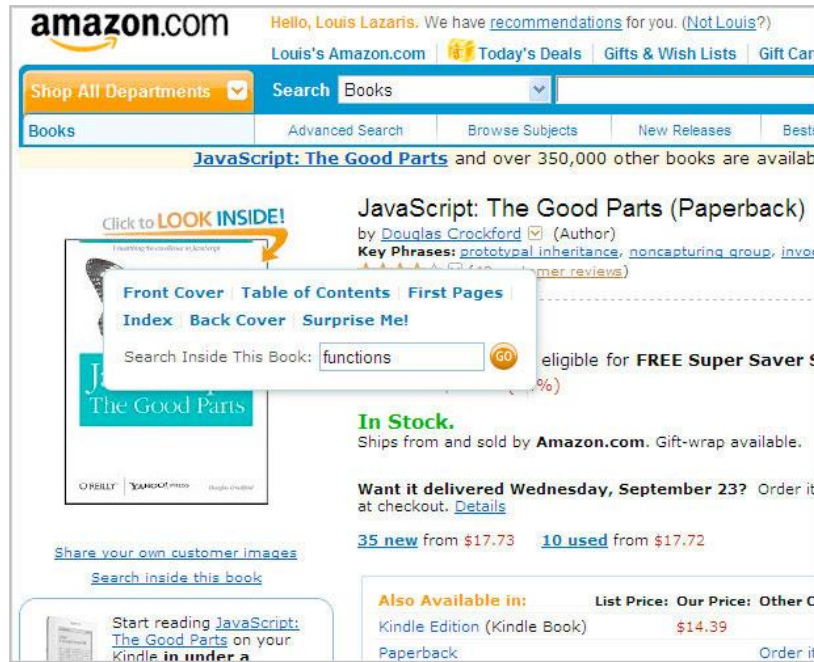 amazon.com
Hello, Louis Lazaris. We have recommendations for you. (Not Louis?)
Louis's Amazon.com Today's Deals Gifts & Wish Lists Gift Car
Shop All Departments Search Books
Books Advanced Search Browse Subjects New Releases Bests
JavaScript: The Good Parts and over 350,000 other books are availab
Click to LOOK INSIDE!
JavaScript: The Good Parts (Paperback)
by Douglas Crockford (Author)
Key Phrases: prototypal inheritance, noncapturing group, invo
omer reviews)
Front Cover Table of Contents First Pages
Index Back Cover Surprise Me!
Search Inside This Book: functions GO
eligible for FREE Super Saver S
%)
The Good Parts
In Stock.
Ships from and sold by Amazon.com. Gift-wrap available.
O'REILLY YAHOO! PRESS Douglas Crockford
Want it delivered Wednesday, September 23? Order it
at checkout. Details
35 new from $17.73 10 used from $17.72
Share your own customer images
Search inside this book
Also Available in: List Price: Our Price: Other O
Kindle Edition (Kindle Book) $14.39
Paperback Order it
Start reading JavaScript:
The Good Parts on your
Kindle in under a